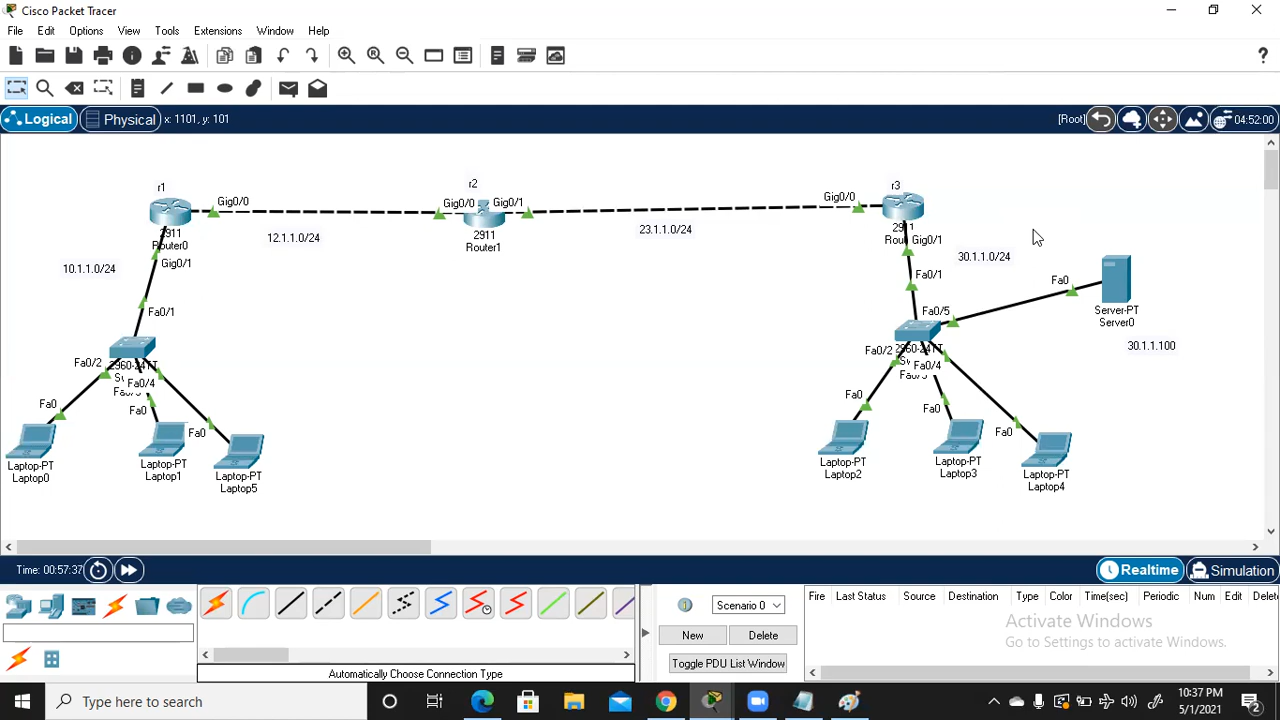 Cisco Packet Tracer
File Edit Options View Tools Extensions Window Help
Logical Physical x: 1101, y: 101 [Root] 04:52:00
r1 r2 r3
Gig0/0 Gig0/0 Gig0/1 Gig0/0
2911 2911
Router0 Router1
12.1.1.0/24 23.1.1.0/24
Gig0/1 Gig0/1
10.1.1.0/24 30.1.1.0/24
Fa0/1 Fa0/1 Fa0
Fa0/5 Server-PT
Server0
30.1.1.100
Fa0/2 2960-24TT Fa0/2 2960-24TT
Fa0/4 Fa0/4
Fa0 Fa0 Fa0 Fa0 Fa0 Fa0
Laptop-PT Laptop-PT Laptop-PT Laptop-PT Laptop-PT Laptop-PT
Laptop0 Laptop1 Laptop5 Laptop2 Laptop3 Laptop4
Time: 00:57:37 Realtime Simulation
Scenario 0
New Delete
Toggle PDU List Window
Fire Last Status Source Destination Type Color Time(sec) Periodic Num Edit Delet
Automatically Choose Connection Type
Activate Windows
Go to Settings to activate Windows.
Type here to search
10:37 PM
5/1/2021
2